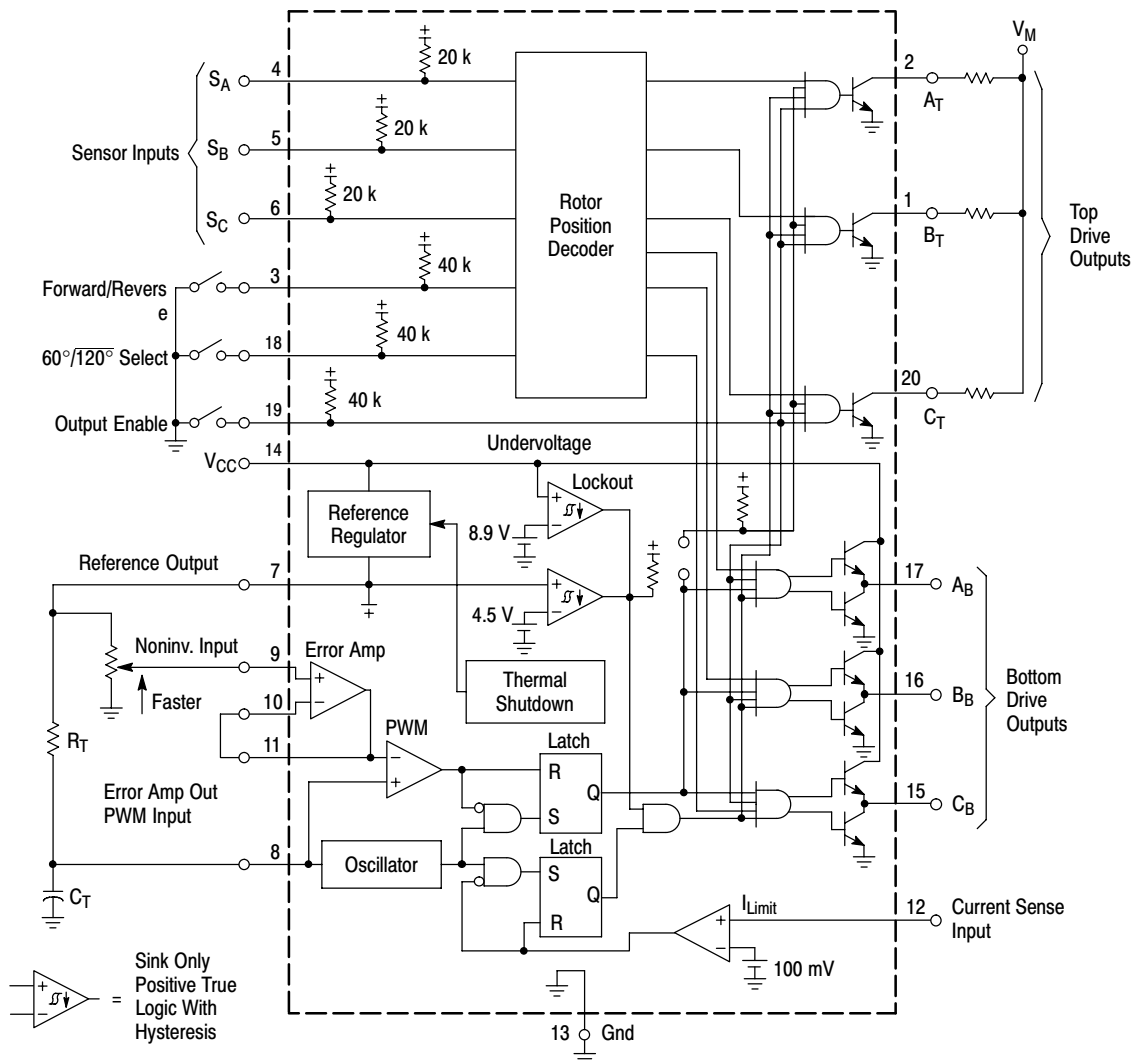 V_M
4
20 k
2
S_A
A_T
5
20 k
Sensor Inputs
S_B
6
20 k
S_C
Rotor
Position
Decoder
1
B_T
Top
Drive
Outputs
3
40 k
Forward/Revers
e
18
40 k
60°/120° Select
20
C_T
19
40 k
Output Enable
14
V_CC
Undervoltage
Lockout
Reference
Regulator
8.9 V
Reference Output
7
4.5 V
17
A_B
Noninv. Input
9
Error Amp
Faster
10
Thermal
Shutdown
16
B_B
Bottom
Drive
Outputs
R_T
11
PWM
Latch
R
Q
S
Error Amp Out
PWM Input
15
C_B
8
Oscillator
Latch
S
Q
R
C_T
I_Limit
12
Current Sense
Input
100 mV
=
Sink Only
Positive True
Logic With
Hysteresis
13
Gnd